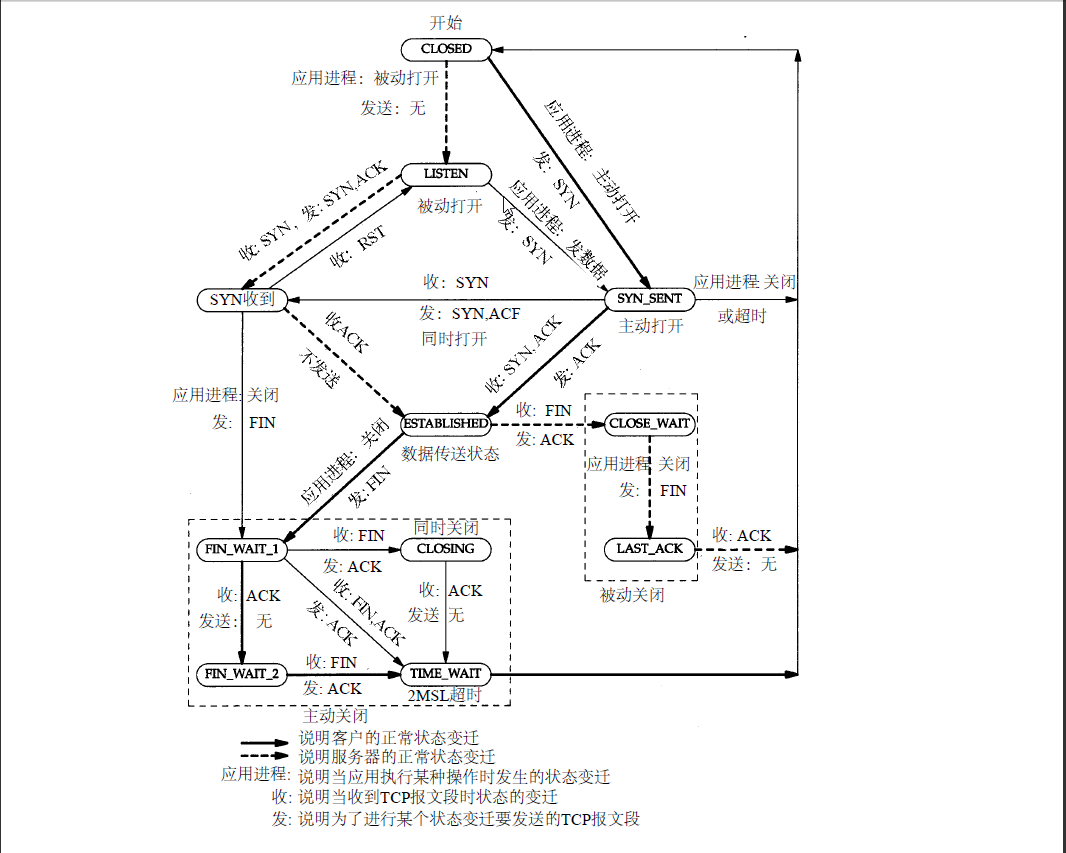 开始
CLOSED
应用进程：被动打开
发送：无
应用进程：主动打开
发：SYN
LISTEN
被动打开
收: SYN，发: SYN,ACK
收：RST
应用进程：发数据
发：SYN
SYN收到
收：SYN
发：SYN,ACF
同时打开
SYN_SENT
主动打开
应用进程 关闭
或超时
收ACK
不发送
收: SYN, ACK
发: ACK
应用进程: 关闭
发: FIN
ESTABLISHED
数据传送状态
收: FIN
发: ACK
CLOSE_WAIT
应用进程 关闭
发: FIN
应用进程：关闭
发: FIN
LAST_ACK
收: ACK
发送：无
被动关闭
FIN_WAIT_1
收: FIN
发: ACK
同时关闭
CLOSING
收: ACK
发送: 无
收: FIN,ACK
发: ACK
收: ACK
发送 无
FIN_WAIT_2
收: FIN
发: ACK
TIME_WAIT
2MSL超时
主动关闭
说明客户的正常状态变迁
说明服务器的正常状态变迁
应用进程: 说明当应用执行某种操作时发生的状态变迁
收: 说明当收到TCP报文段时状态的变迁
发: 说明为了进行某个状态变迁要发送的TCP报文段